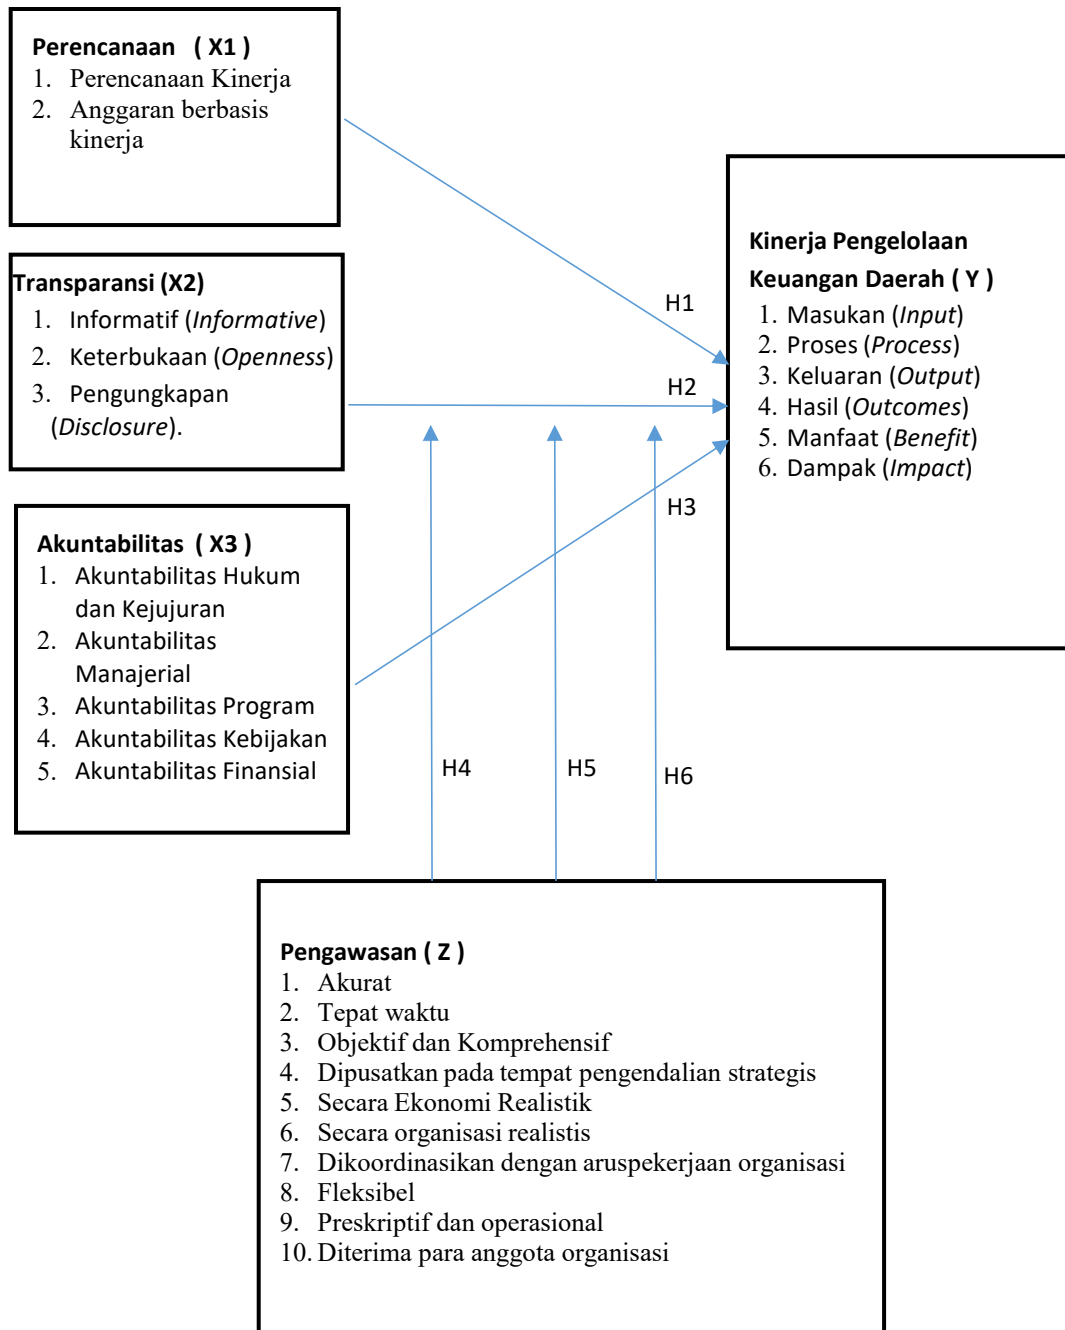 Perencanaan ( X1 )
1. Perencanaan Kinerja
2. Anggaran berbasis
kinerja
Transparansi (X2)
1. Informatif (Informative)
2. Keterbukaan (Openness)
3. Pengungkapan
(Disclosure).
Akuntabilitas ( X3 )
1. Akuntabilitas Hukum
dan Kejujuran
2. Akuntabilitas
Manajerial
3. Akuntabilitas Program
4. Akuntabilitas Kebijakan
5. Akuntabilitas Finansial
H1
H2
H3
H4
H5
H6
Kinerja Pengelolaan
Keuangan Daerah ( Y )
1. Masukan (Input)
2. Proses (Process)
3. Keluaran (Output)
4. Hasil (Outcomes)
5. Manfaat (Benefit)
6. Dampak (Impact)
Pengawasan ( Z )
1. Akurat
2. Tepat waktu
3. Objektif dan Komprehensif
4. Dipusatkan pada tempat pengendalian strategis
5. Secara Ekonomi Realistik
6. Secara organisasi realistis
7. Dikoordinasikan dengan aruspekerjaan organisasi
8. Fleksibel
9. Preskriptif dan operasional
10. Diterima para anggota organisasi